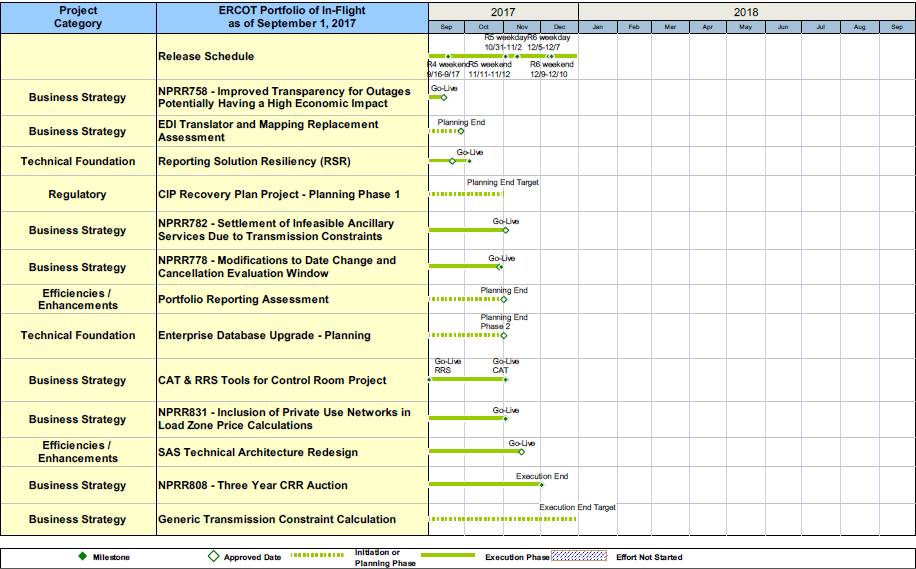 Project
Category
ERCOT Portfolio of In-Flight
as of September 1, 2017
2017
2018
Sep Oct Nov Dec Jan Feb Mar Apr May Jun Jul Aug Sep
Release Schedule
R5 weekday R6 weekday
10/31-11/2 12/5-12/7
R4 weekend R5 weekend R6 weekend
9/16-9/17 11/11-11/12 12/9-12/10
Business Strategy
NPRR758 - Improved Transparency for Outages
Potentially Having a High Economic Impact
Go-Live
Business Strategy
EDI Translator and Mapping Replacement
Assessment
Planning End
Technical Foundation
Reporting Solution Resiliency (RSR)
Go-Live
Regulatory
CIP Recovery Plan Project - Planning Phase 1
Planning End Target
Business Strategy
NPRR782 - Settlement of Infeasible Ancillary
Services Due to Transmission Constraints
Go-Live
Business Strategy
NPRR778 - Modifications to Date Change and
Cancellation Evaluation Window
Go-Live
Efficiencies /
Enhancements
Portfolio Reporting Assessment
Planning End
Technical Foundation
Enterprise Database Upgrade - Planning
Planning End
Phase 2
Business Strategy
CAT & RRS Tools for Control Room Project
Go-Live
RRS
Go-Live
CAT
Business Strategy
NPRR831 - Inclusion of Private Use Networks in
Load Zone Price Calculations
Go-Live
Efficiencies /
Enhancements
SAS Technical Architecture Redesign
Go-Live
Business Strategy
NPRR808 - Three Year CRR Auction
Execution End
Business Strategy
Generic Transmission Constraint Calculation
Execution End Target
Milestone
Approved Date
Initiation or
Planning Phase
Execution Phase
Effort Not Started